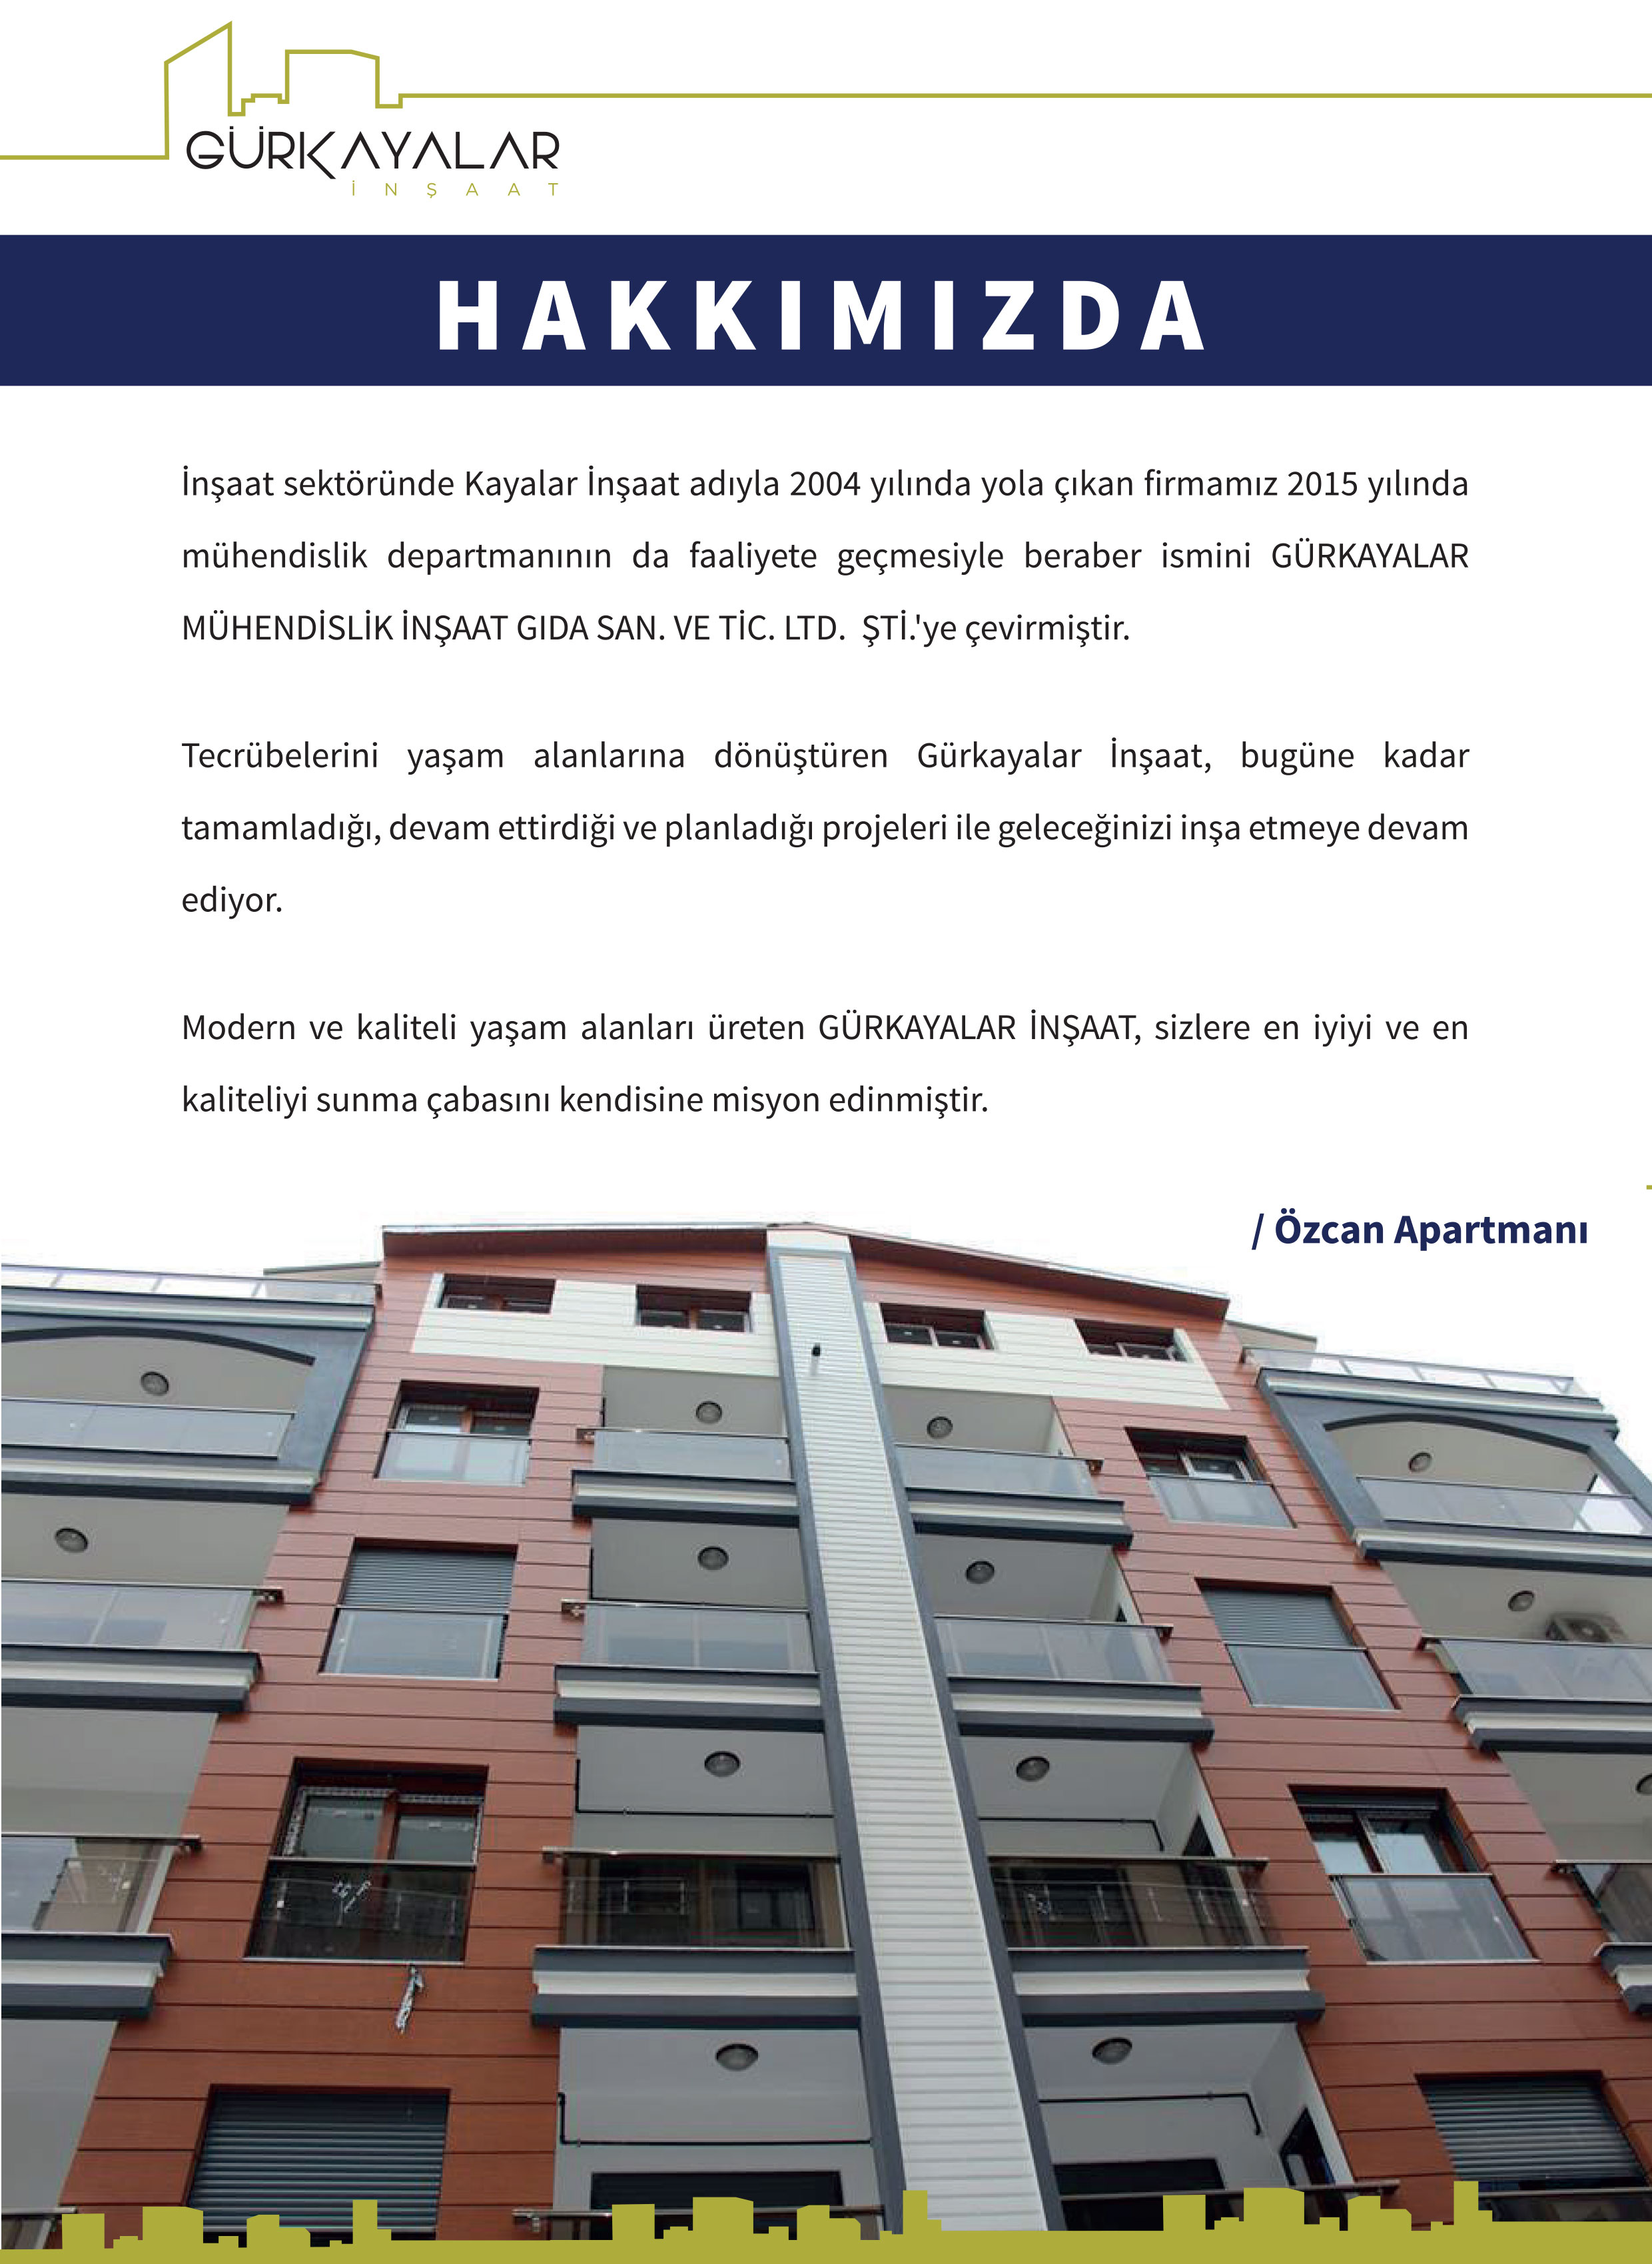 GÜRKAYALAR
İNŞAAT
HAKKIMIZDA
İnşaat sektöründe Kayalar İnşaat adıyla 2004 yılında yola çıkan firmamız 2015 yılında
mühendislik departmanının da faaliyete geçmesiyle beraber ismini GÜRKAYALAR
MÜHENDİSLİK İNŞAAT GIDA SAN. VE TİC. LTD. ŞTİ.'ye çevirmiştir.
Tecrübelerini yaşam alanlarına dönüştüren Gürkayalar İnşaat, bugüne kadar
tamamladığı, devam ettirdiği ve planladığı projeleri ile geleceğinizi inşa etmeye devam
ediyor.
Modern ve kaliteli yaşam alanları üreten GÜRKAYALAR İNŞAAT, sizlere en iyiyi ve en
kaliteliyi sunma çabasını kendisine misyon edinmiştir.
/ Özcan Apartmanı